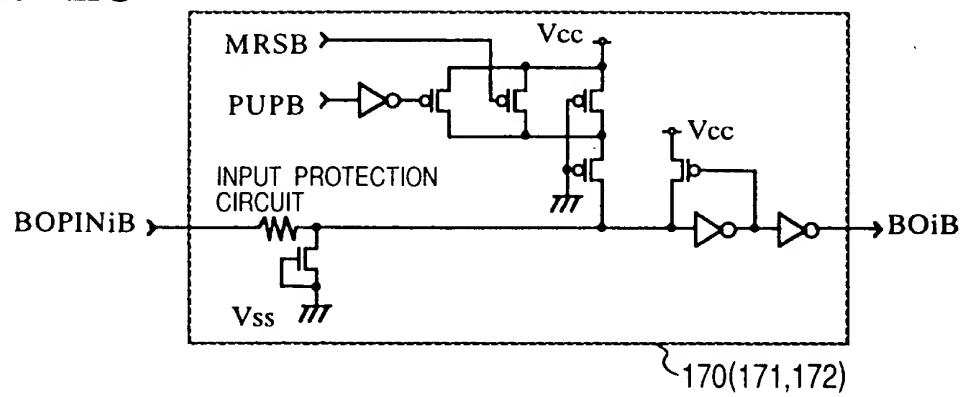 MRSB
Vcc
PUPB
Vcc
INPUT PROTECTION
CIRCUIT
BOPINiB
BOiB
Vss
170(171,172)